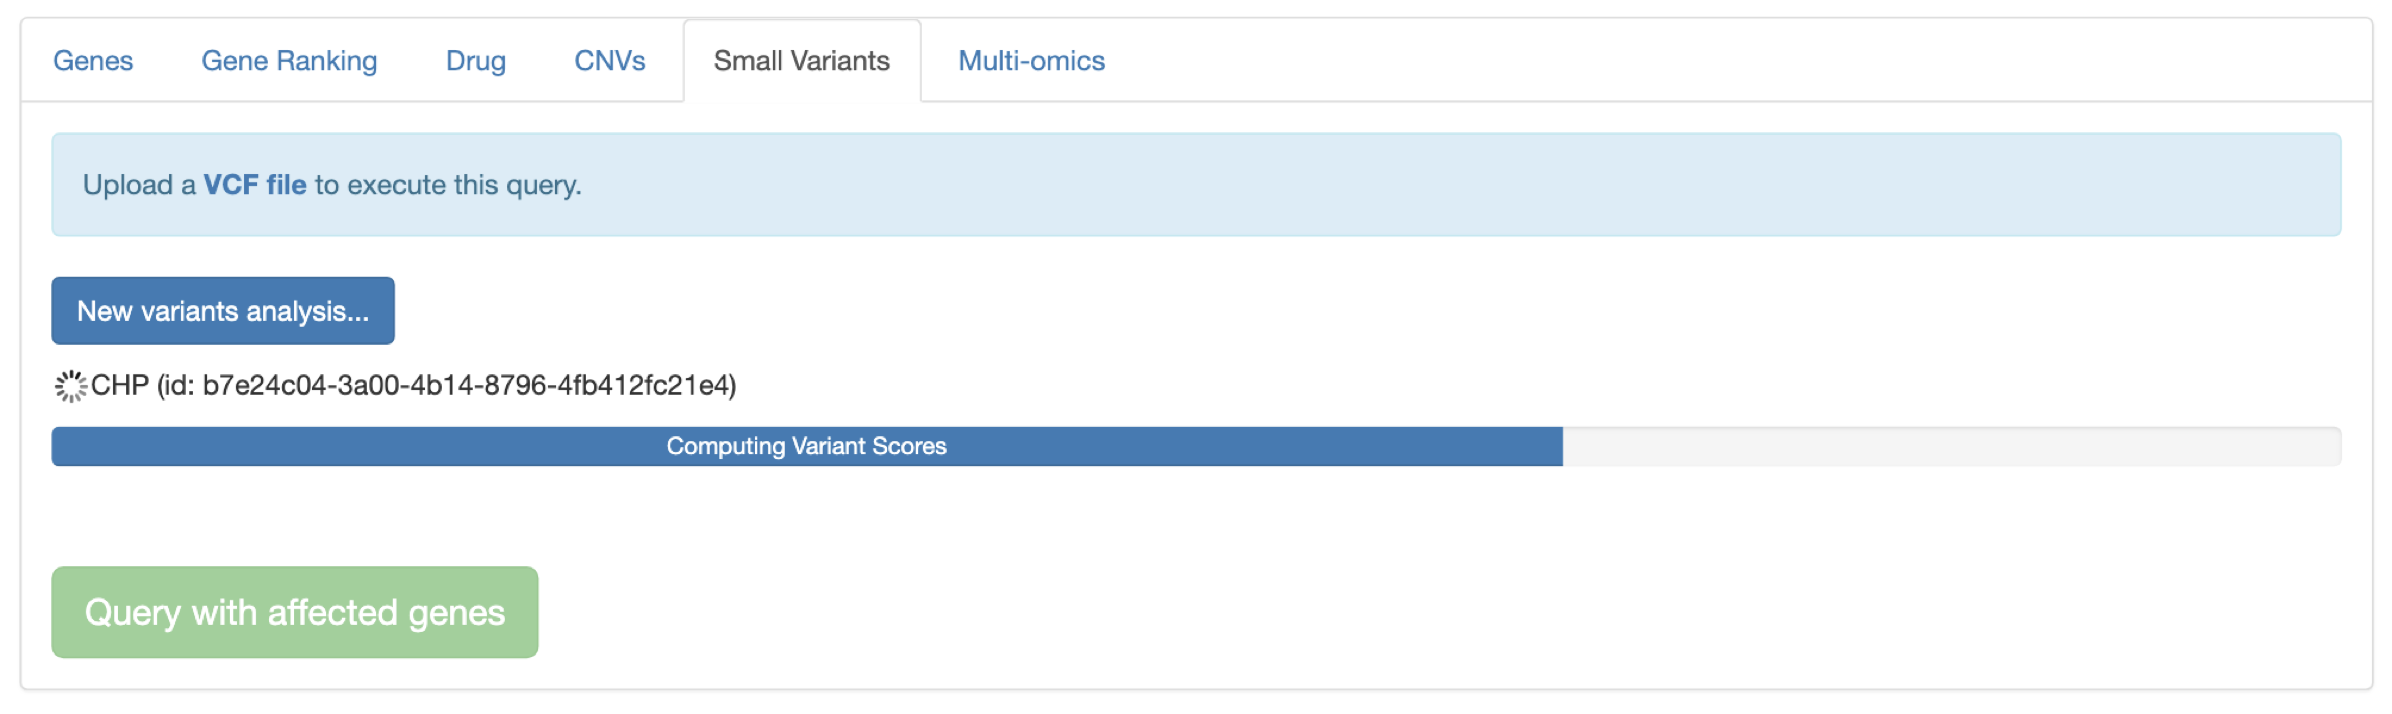 Genes Gene Ranking Drug CNVs Small Variants Multi-omics
Upload a VCF file to execute this query.
New variants analysis...
CHP (id: b7e24c04-3a00-4b14-8796-4fb412fc21e4)
Computing Variant Scores
Query with affected genes